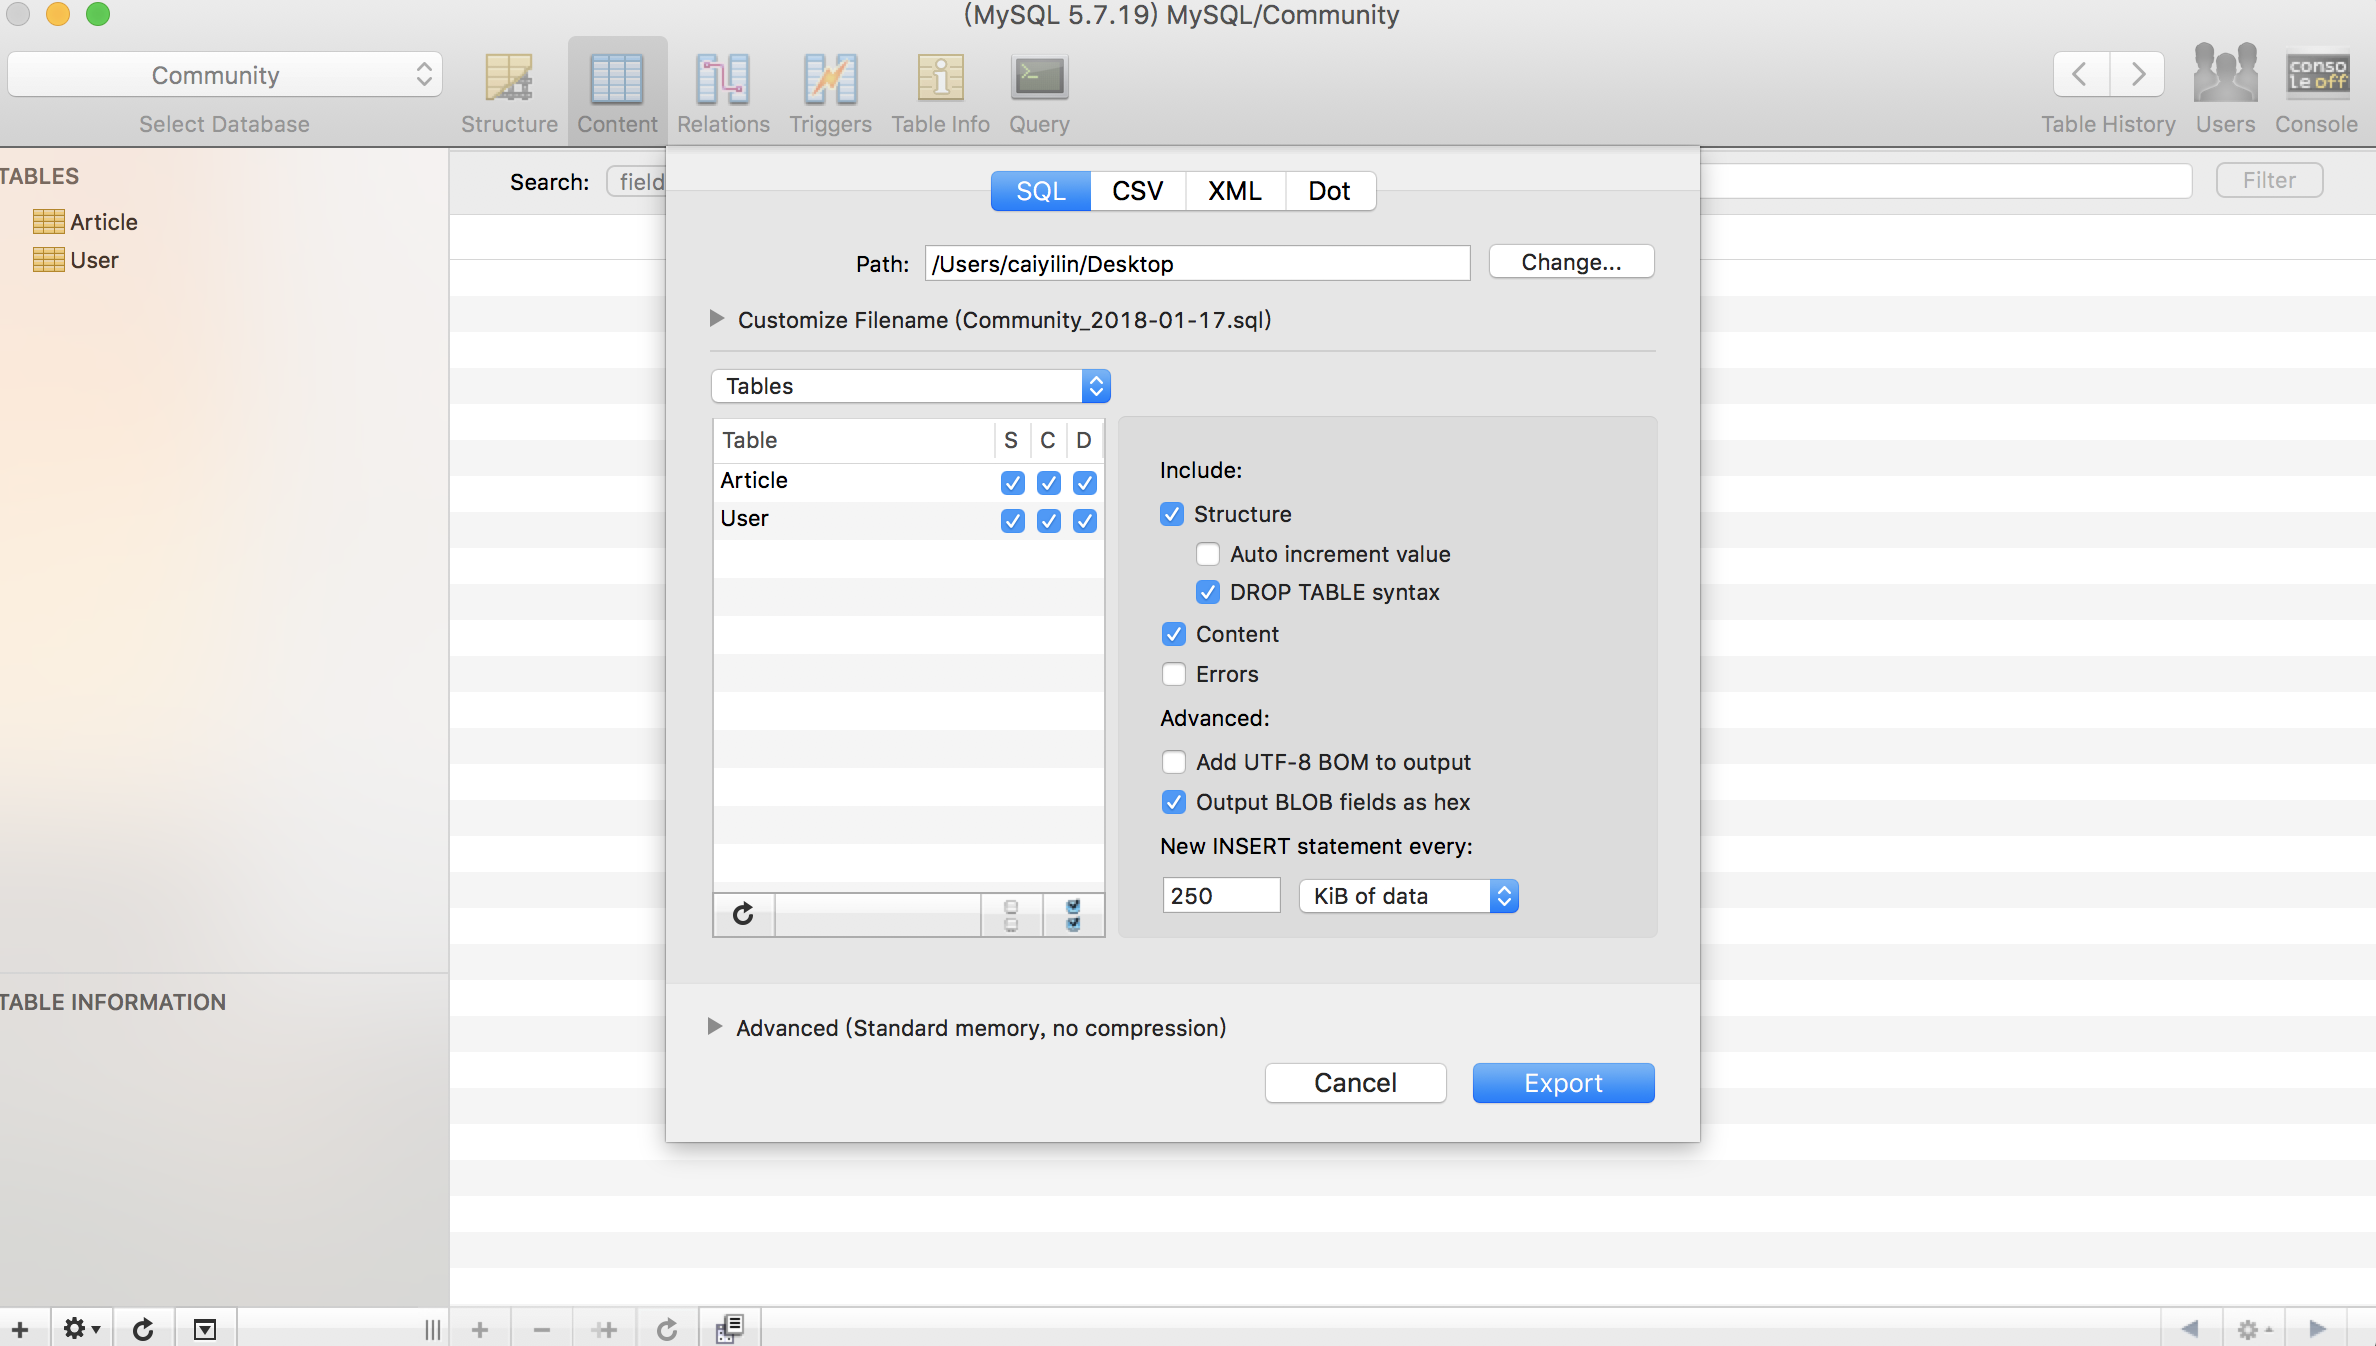 (MySQL 5.7.19) MySQL/Community
Community
Select Database
Structure
Content
Relations
Triggers
Table Info
Query
Table History
Users
conso
le off
Console
TABLES
Article
User
Search:
field
Filter
SQL
CSV
XML
Dot
Path:
/Users/caiyilin/Desktop
Change...
Customize Filename (Community_2018-01-17.sql)
Tables
Table S C D
Article
User
Include:
Structure
Auto increment value
DROP TABLE syntax
Content
Errors
Advanced:
Add UTF-8 BOM to output
Output BLOB fields as hex
New INSERT statement every:
250
KiB of data
TABLE INFORMATION
Advanced (Standard memory, no compression)
Cancel
Export